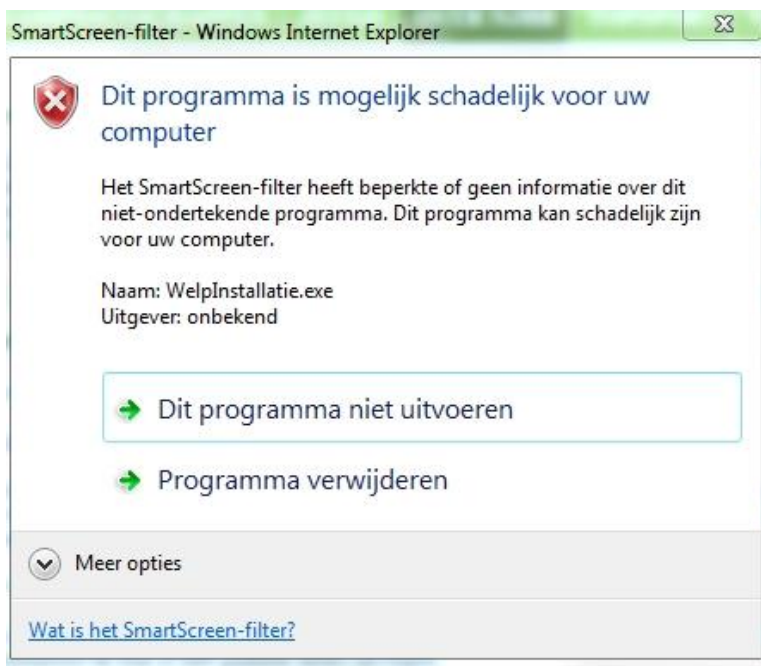 SmartScreen-filter - Windows Internet Explorer
Dit programma is mogelijk schadelijk voor uw
computer
Het SmartScreen-filter heeft beperkte of geen informatie over dit
niet-ondertekende programma. Dit programma kan schadelijk zijn
voor uw computer.
Naam: WelpInstallatie.exe
Uitgever: onbekend
Dit programma niet uitvoeren
Programma verwijderen
Meer opties
Wat is het SmartScreen-filter?